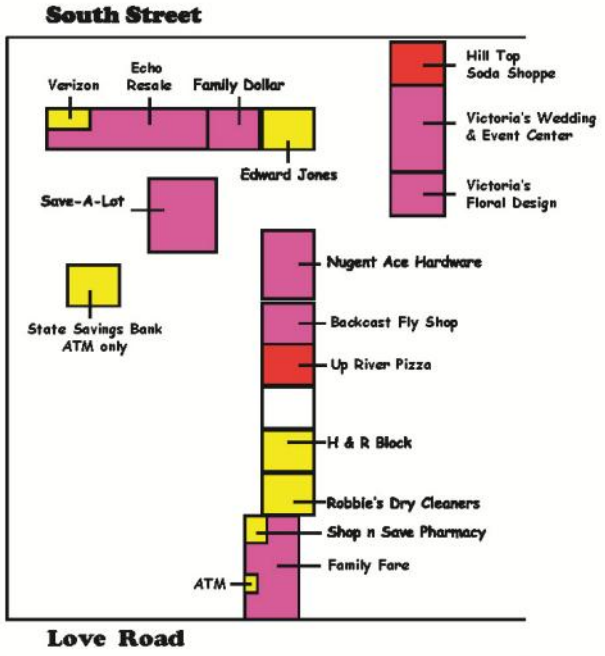 South Street
Hill Top
Soda Shoppe
Verizon
Echo
Resale
Family Dollar
Victoria's Wedding
& Event Center
Edward Jones
Victoria's
Floral Design
Save-A-Lot
Nugent Ace Hardware
State Savings Bank
ATM only
Backcast Fly Shop
Up River Pizza
H & R Block
Robbie's Dry Cleaners
Shop n Save Pharmacy
Family Fare
ATM
Love Road